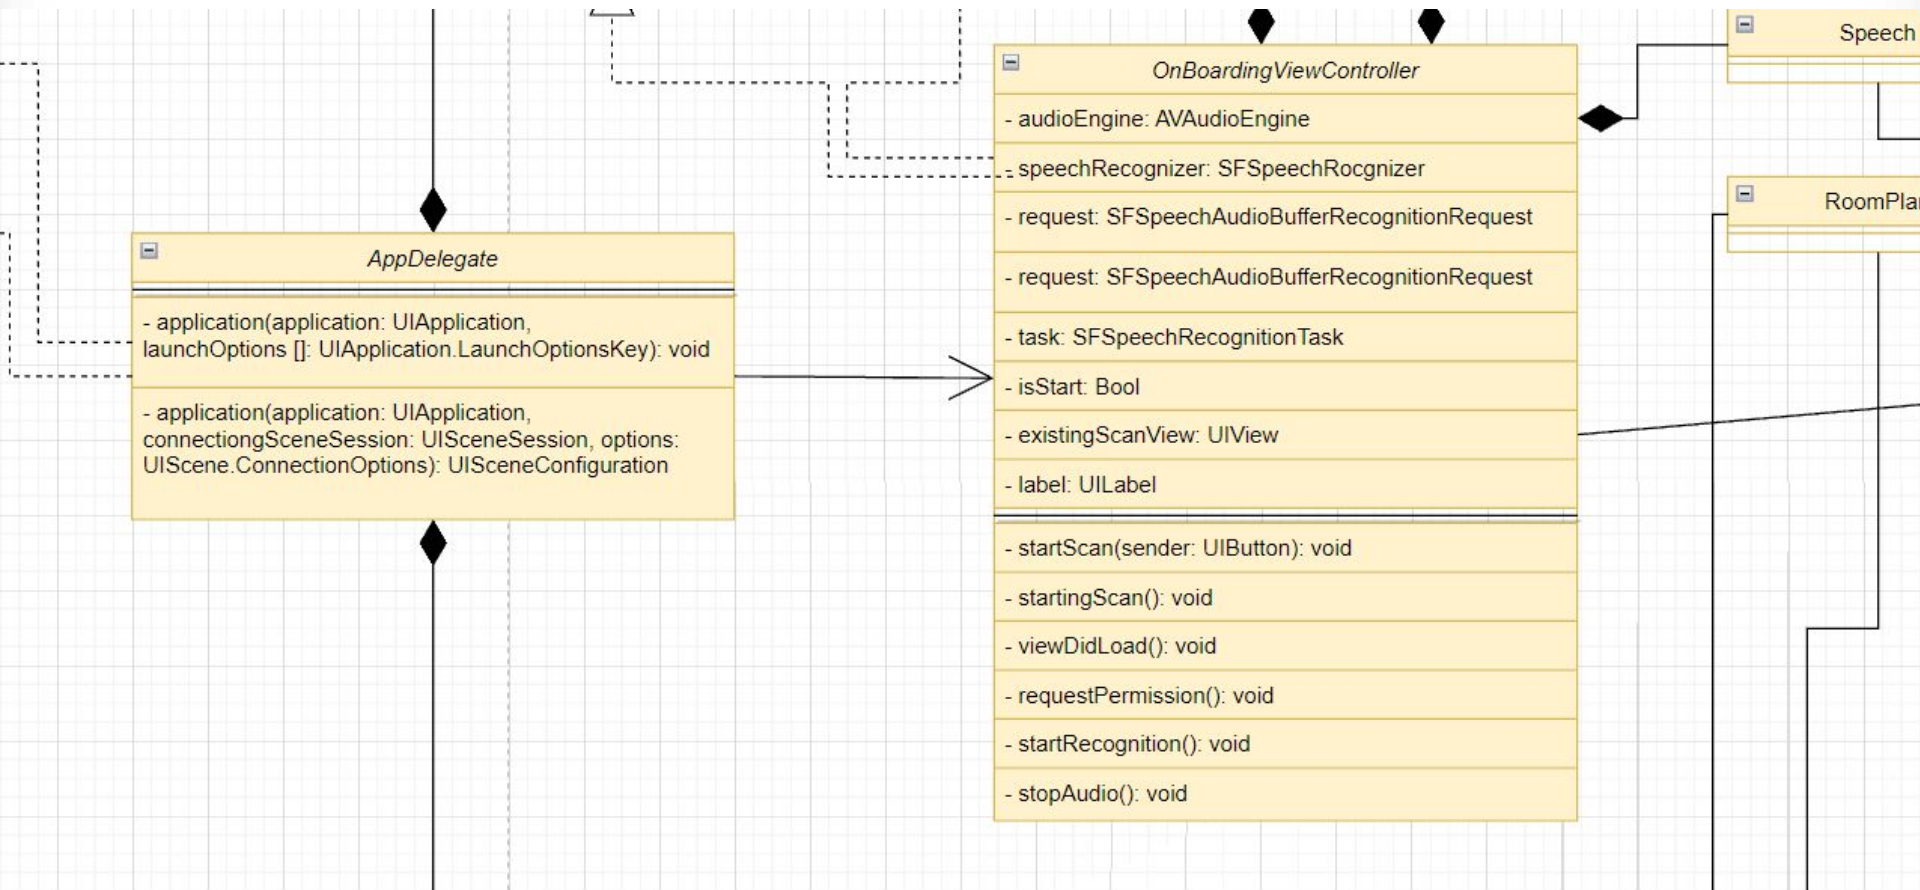 AppDelegate
- application(application: UIApplication,
launchOptions []: UIApplication.LaunchOptionsKey): void
- application(application: UIApplication,
connectiongSceneSession: UISceneSession, options:
UIScene.ConnectionOptions): UISceneConfiguration
OnBoardingViewController
- audioEngine: AVAudioEngine
- speechRecognizer: SFSpeechRocgnizer
- request: SFSpeechAudioBufferRecognitionRequest
- request: SFSpeechAudioBufferRecognitionRequest
- task: SFSpeechRecognitionTask
- isStart: Bool
- existingScanView: UIView
- label: UILabel
- startScan(sender: UIButton): void
- startingScan(): void
- viewDidLoad(): void
- requestPermission(): void
- startRecognition(): void
- stopAudio(): void
Speech